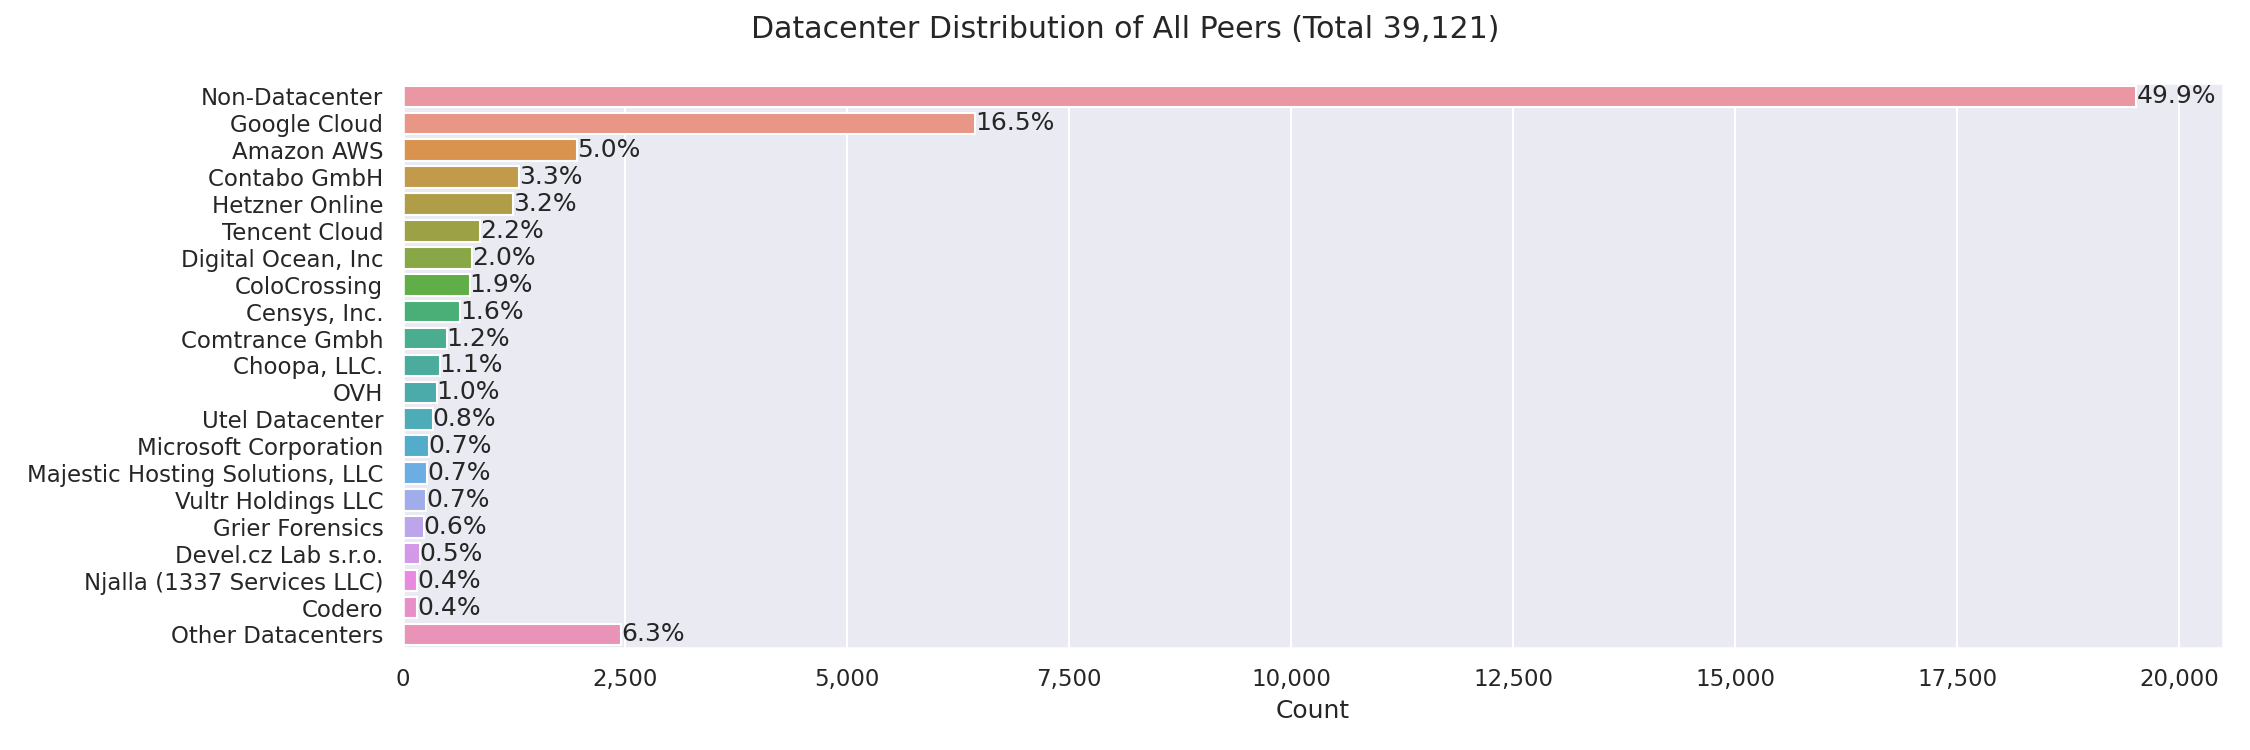 Datacenter Distribution of All Peers (Total 39,121)
Non-Datacenter 49.9%
Google Cloud 16.5%
Amazon AWS 5.0%
Contabo GmbH 3.3%
Hetzner Online 3.2%
Tencent Cloud 2.2%
Digital Ocean, Inc 2.0%
ColoCrossing 1.9%
Censys, Inc. 1.6%
Comtrance Gmbh 1.2%
Choopa, LLC. 1.1%
OVH 1.0%
Utel Datacenter 0.8%
Microsoft Corporation 0.7%
Majestic Hosting Solutions, LLC 0.7%
Vultr Holdings LLC 0.7%
Grier Forensics 0.6%
Devel.cz Lab s.r.o. 0.5%
Njalla (1337 Services LLC) 0.4%
Codero 0.4%
Other Datacenters 6.3%
0 2,500 5,000 7,500 10,000 12,500 15,000 17,500 20,000
Count